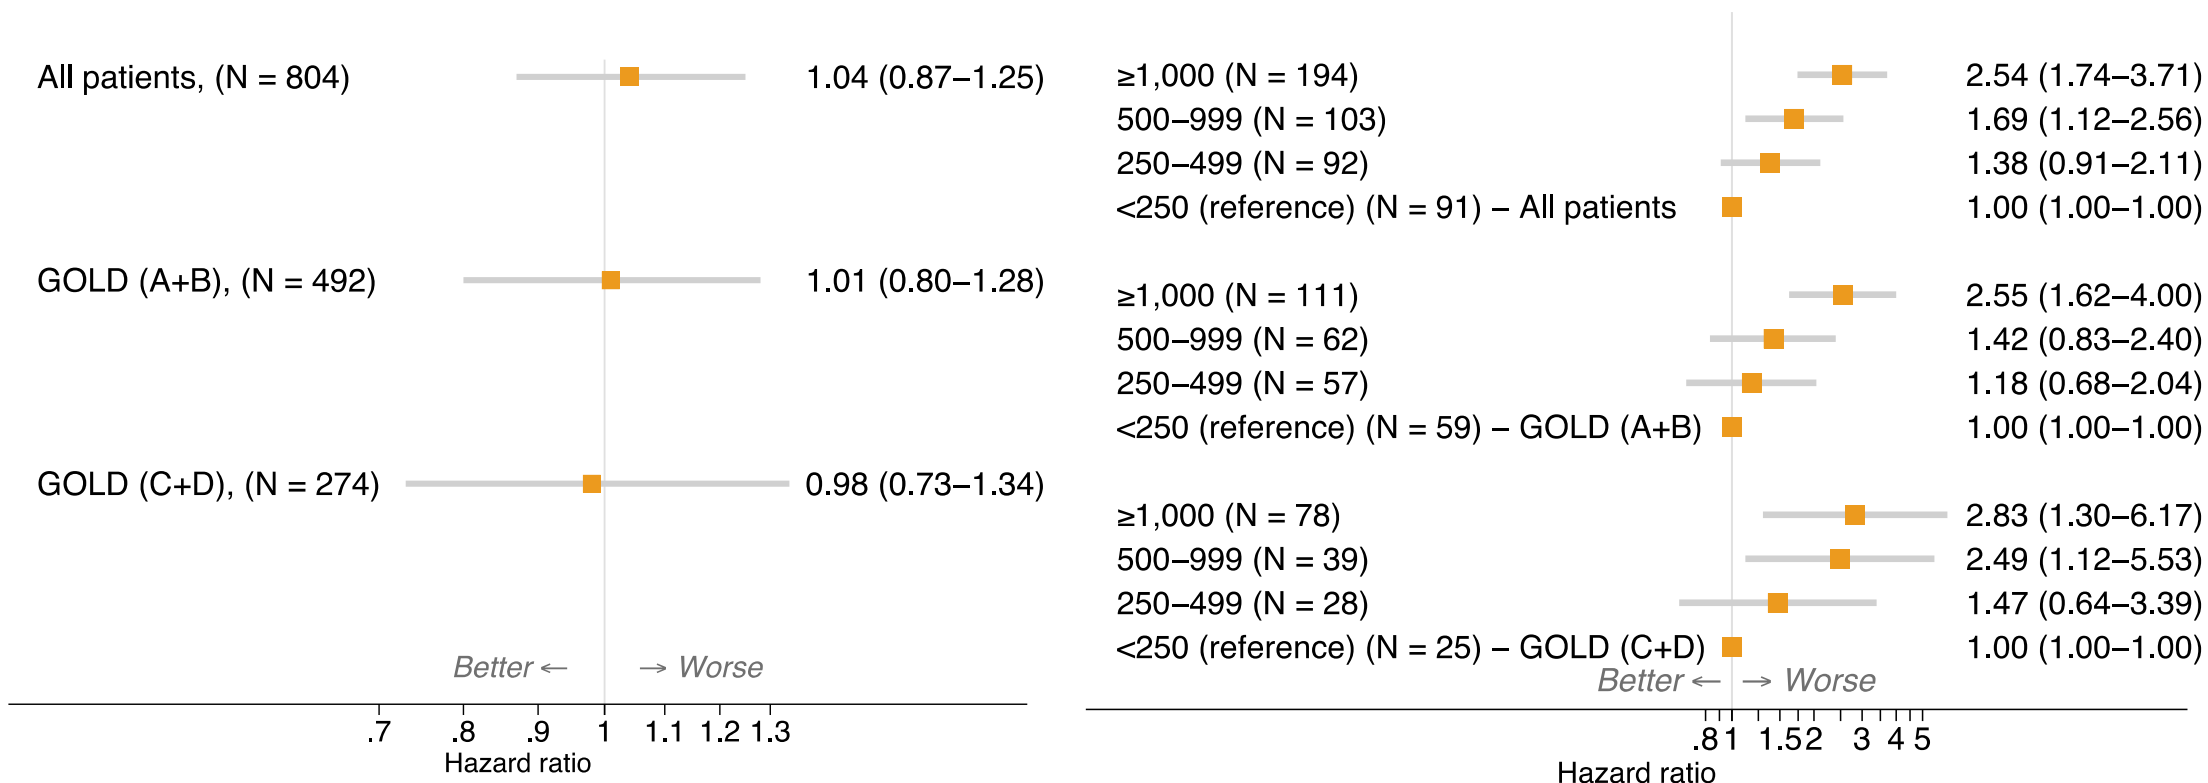 All patients, (N = 804) 1.04 (0.87–1.25)
GOLD (A+B), (N = 492) 1.01 (0.80–1.28)
GOLD (C+D), (N = 274) 0.98 (0.73–1.34)
Better ← → Worse
.7 .8 .9 1 1.1 1.2 1.3
Hazard ratio
≥1,000 (N = 194) 2.54 (1.74–3.71)
500–999 (N = 103) 1.69 (1.12–2.56)
250–499 (N = 92) 1.38 (0.91–2.11)
<250 (reference) (N = 91) – All patients 1.00 (1.00–1.00)
≥1,000 (N = 111) 2.55 (1.62–4.00)
500–999 (N = 62) 1.42 (0.83–2.40)
250–499 (N = 57) 1.18 (0.68–2.04)
<250 (reference) (N = 59) – GOLD (A+B) 1.00 (1.00–1.00)
≥1,000 (N = 78) 2.83 (1.30–6.17)
500–999 (N = 39) 2.49 (1.12–5.53)
250–499 (N = 28) 1.47 (0.64–3.39)
<250 (reference) (N = 25) – GOLD (C+D) 1.00 (1.00–1.00)
Better ← → Worse
.8 1 1.5 2 3 4 5
Hazard ratio